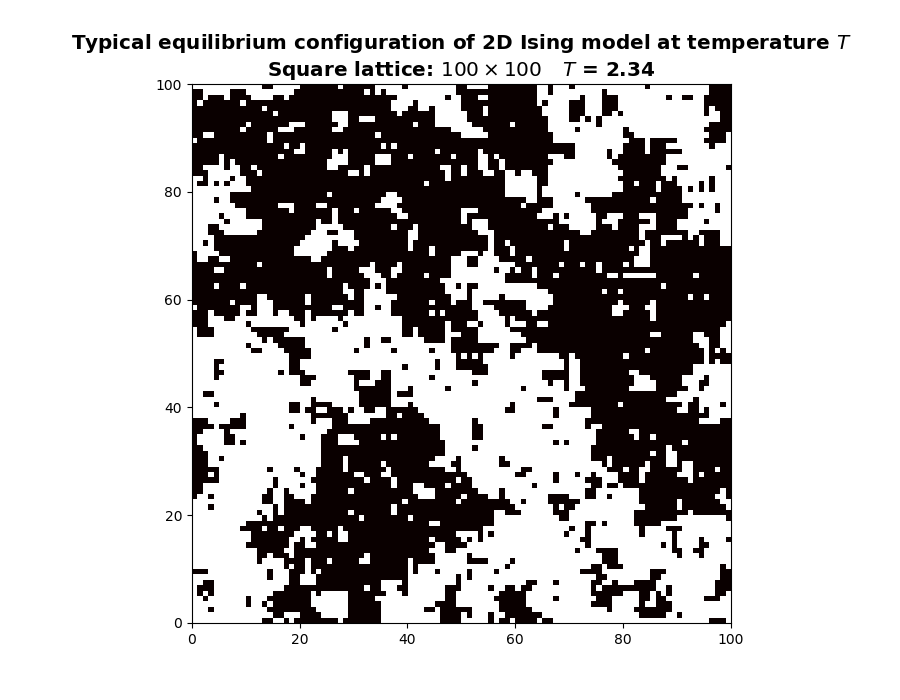 Typical equilibrium configuration of 2D Ising model at temperature T
Square lattice: 100 × 100 T = 2.34
100
80
60
40
20
0
0 20 40 60 80 100